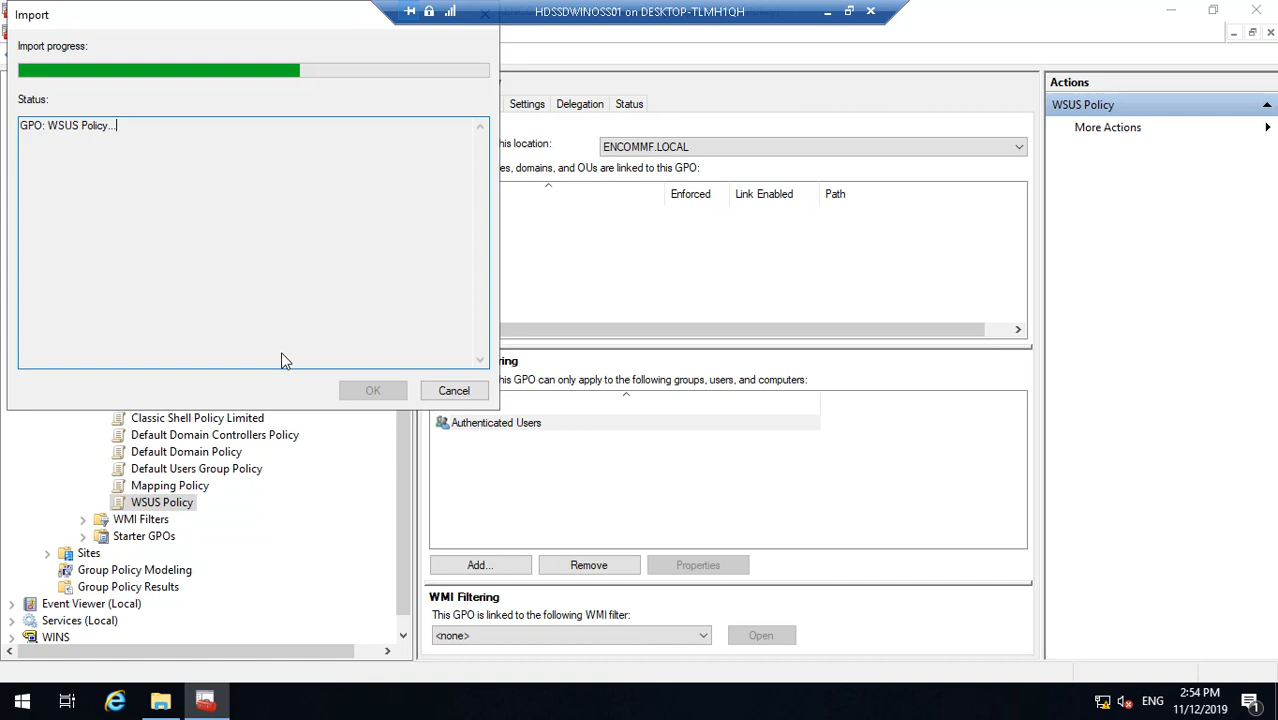 Import
HDSSDWINOSS01 on DESKTOP-TLMH1QH
Import progress:
Status:
GPO: WSUS Policy...
OK
Cancel
Settings
Delegation
Status
his location:
ENCOMMF.LOCAL
es, domains, and OUs are linked to this GPO:
Enforced
Link Enabled
Path
ring
his GPO can only apply to the following groups, users, and computers:
Authenticated Users
Add...
Remove
Properties
WMI Filtering
This GPO is linked to the following WMI filter:
<none>
Open
Actions
WSUS Policy
More Actions
Classic Shell Policy Limited
Default Domain Controllers Policy
Default Domain Policy
Default Users Group Policy
Mapping Policy
WSUS Policy
WMI Filters
Starter GPOs
Sites
Group Policy Modeling
Group Policy Results
Event Viewer (Local)
Services (Local)
WINS
ENG
2:54 PM
11/12/2019
1